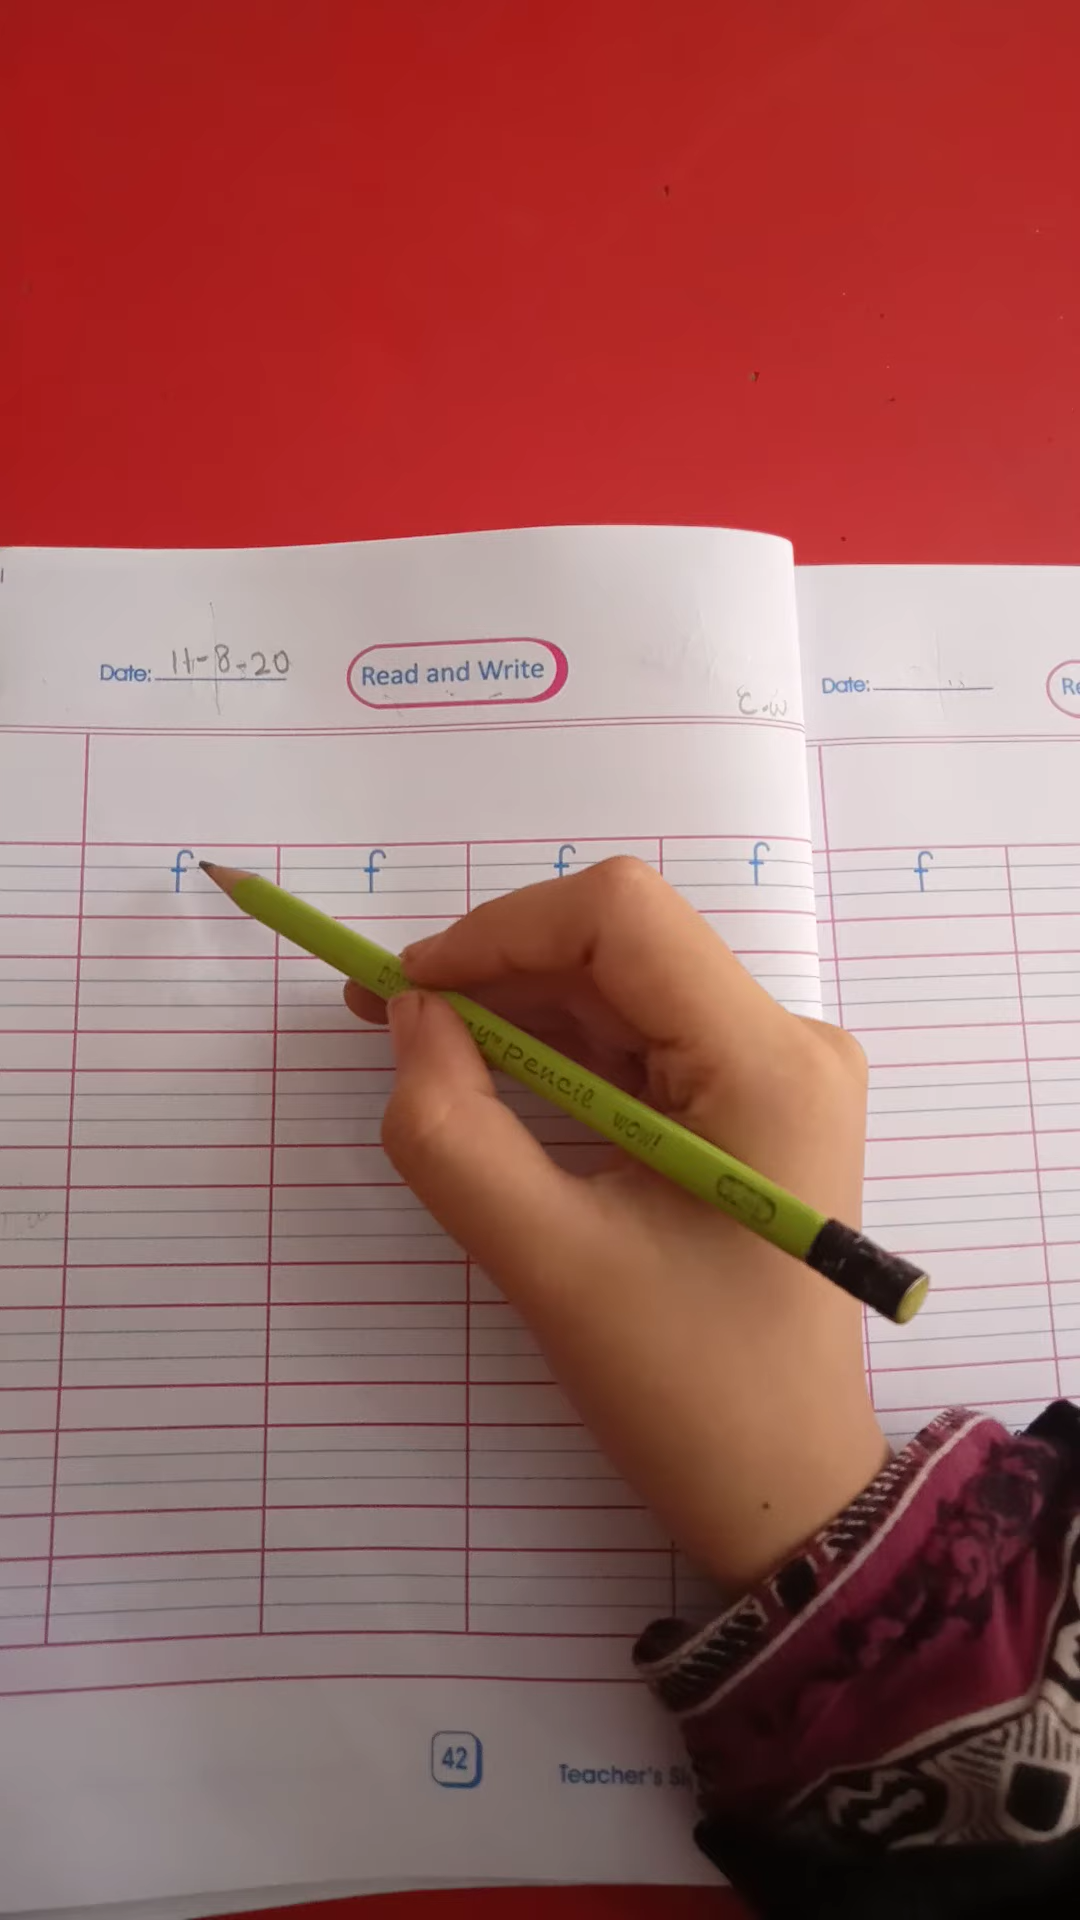 Date: 11-8-20
Read and Write
Date:
C.W
f f f f f
Pencil WOW!
42
Teacher's